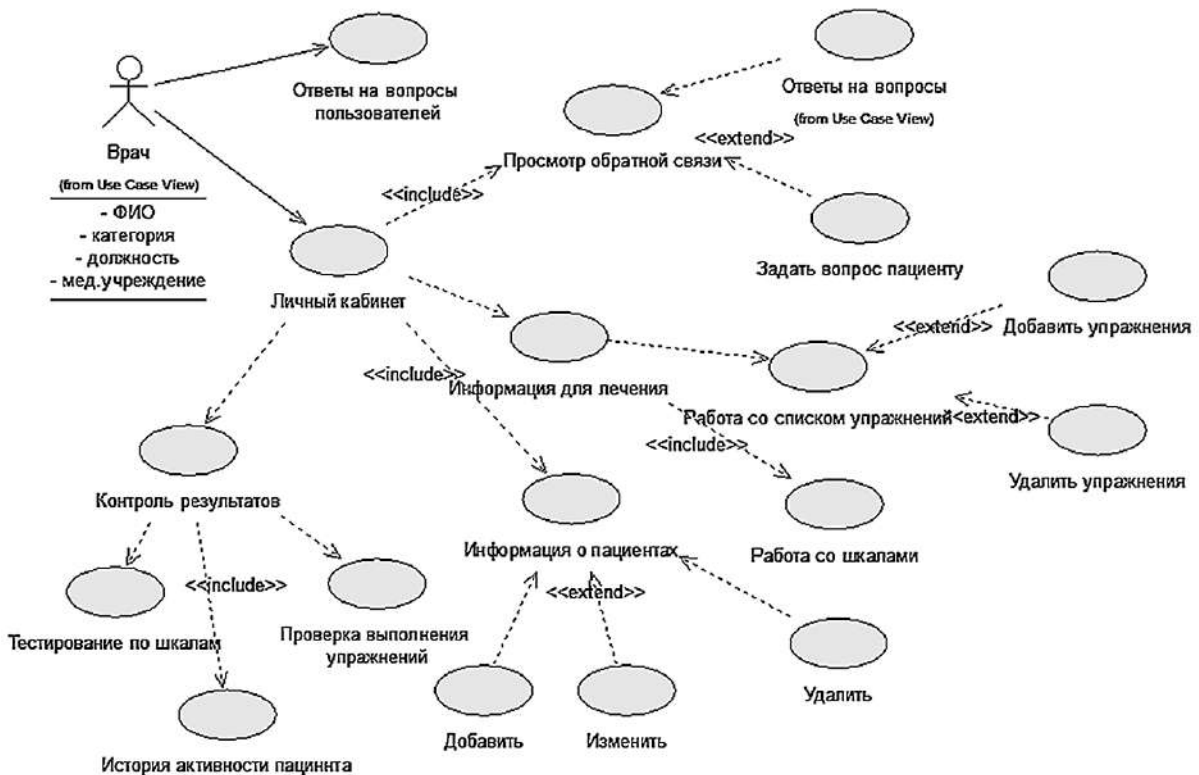 Ответы на вопросы
пользователей
Ответы на вопросы
(from Use Case View)
Врач
(from Use Case View)
- ФИО
- категория
- должность
- мед.учреждение
<<extend>>
Просмотр обратной связи
<<include>>
Задать вопрос пациенту
Личный кабинет
<<extend>>
Добавить упражнения
<<include>>
Информация для лечения
Работа со списком упражнений
<<extend>>
<<include>>
Удалить упражнения
Контроль результатов
Информация о пациентах
Работа со шкалами
<<include>>
<<extend>>
Тестирование по шкалам
Проверка выполнения
упражнений
Удалить
Добавить
Изменить
История активности пациннта